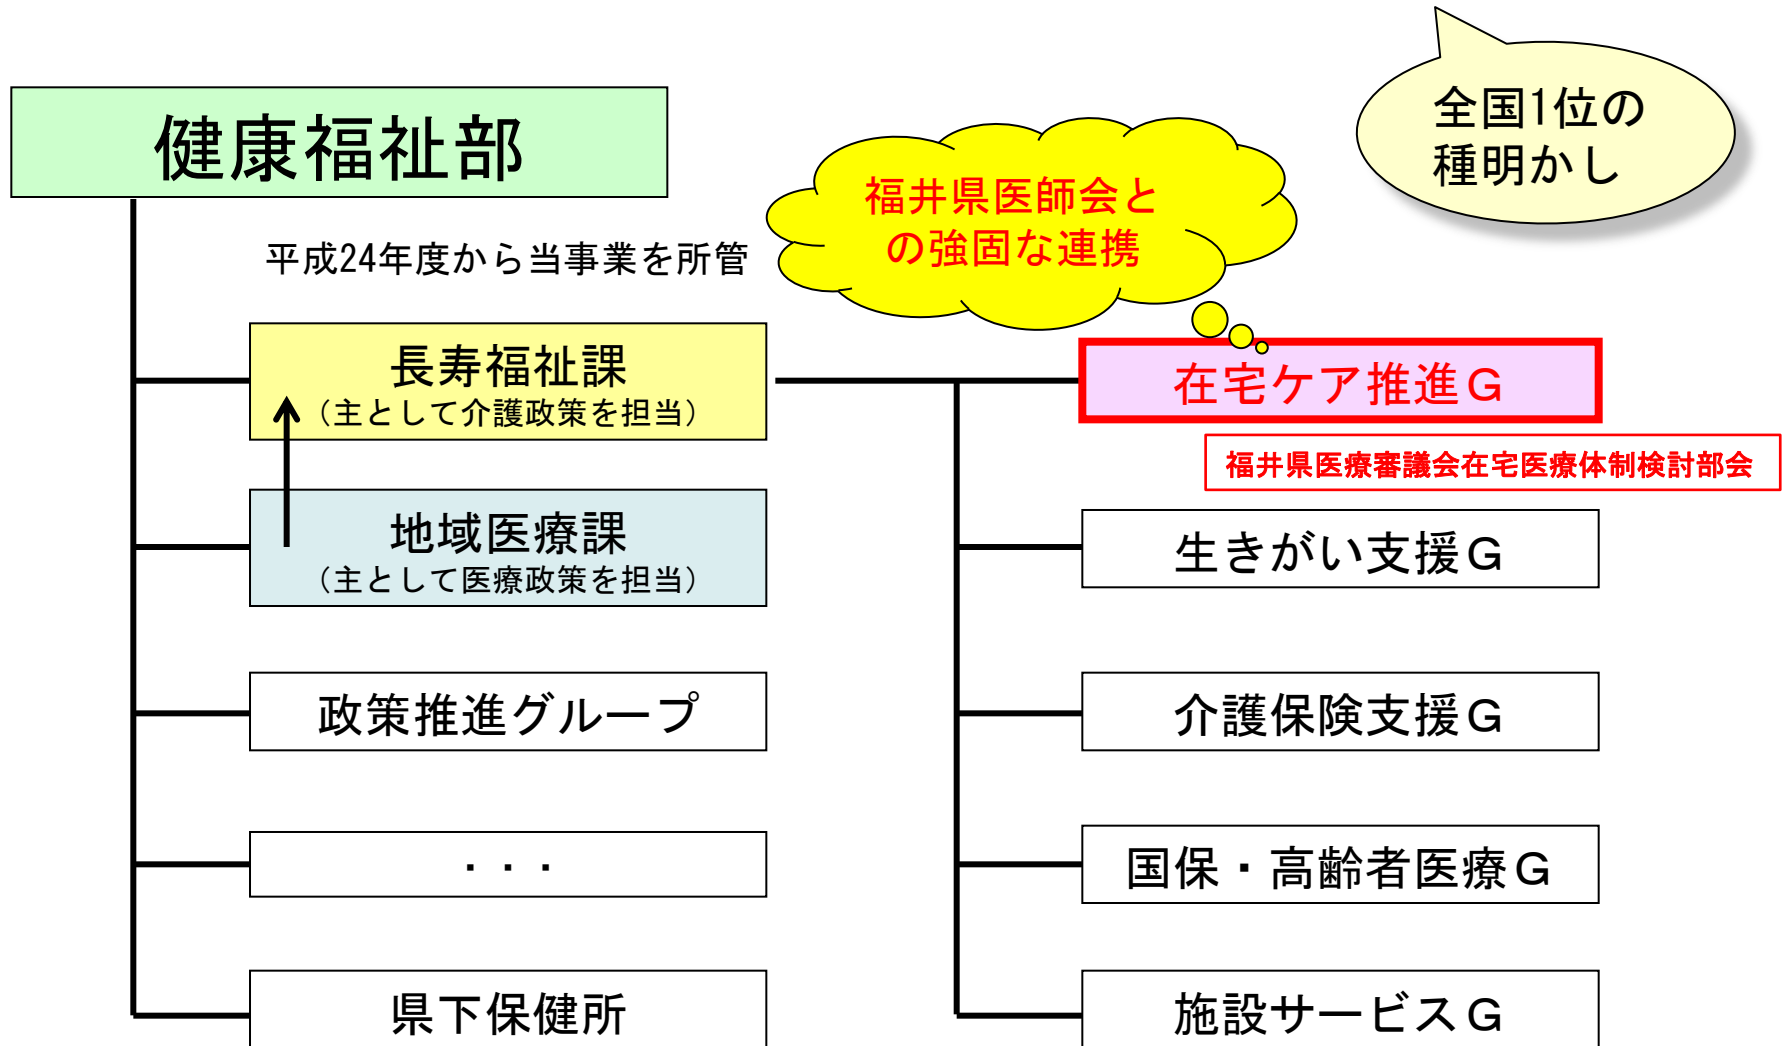 全国1位の
種明かし
健康福祉部
福井県医師会と
の強固な連携
平成24年度から当事業を所管
長寿福祉課
（主として介護政策を担当）
在宅ケア推進Ｇ
福井県医療審議会在宅医療体制検討部会
地域医療課
（主として医療政策を担当）
生きがい支援Ｇ
政策推進グループ
介護保険支援Ｇ
・・・
国保・高齢者医療Ｇ
県下保健所
施設サービスＧ